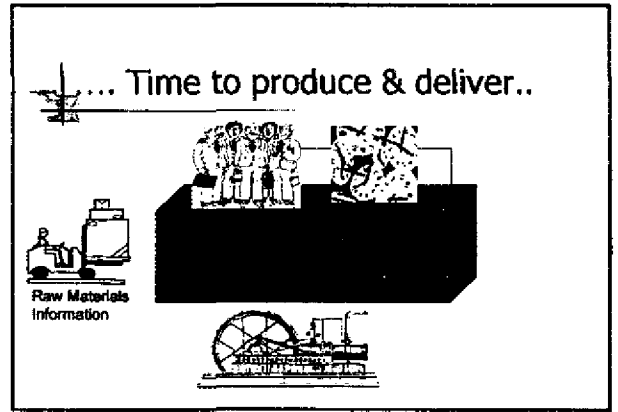 ... Time to produce & deliver..
Raw Materials
Information